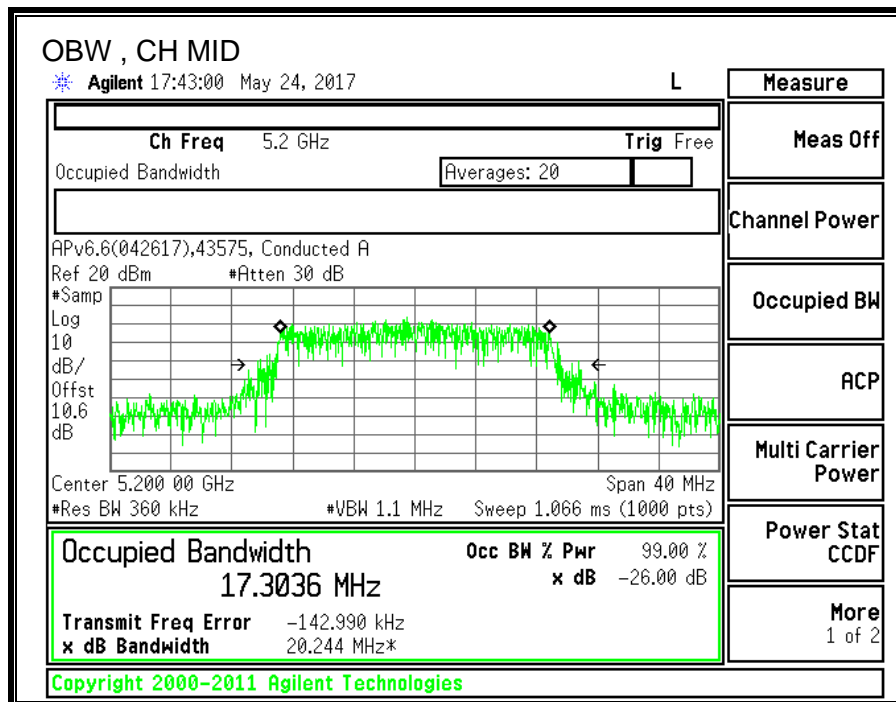 OBW , CH MID
Agilent 17:43:00 May 24, 2017 L
Measure
Ch Freq 5.2 GHz Trig Free
Meas Off
Occupied Bandwidth Averages: 20
Channel Power
APv6.6(042617),43575, Conducted A
Ref 20 dBm #Atten 30 dB
#Samp
Log
10
dB/
Offst
10.6
dB
Occupied BW
ACP
Multi Carrier
Power
Center 5.200 00 GHz Span 40 MHz
#Res BW 360 kHz #VBW 1.1 MHz Sweep 1.066 ms (1000 pts)
Power Stat
CCDF
Occupied Bandwidth Occ BW % Pwr 99.00 %
17.3036 MHz x dB -26.00 dB
Transmit Freq Error -142.990 kHz
x dB Bandwidth 20.244 MHz*
More
1 of 2
Copyright 2000-2011 Agilent Technologies